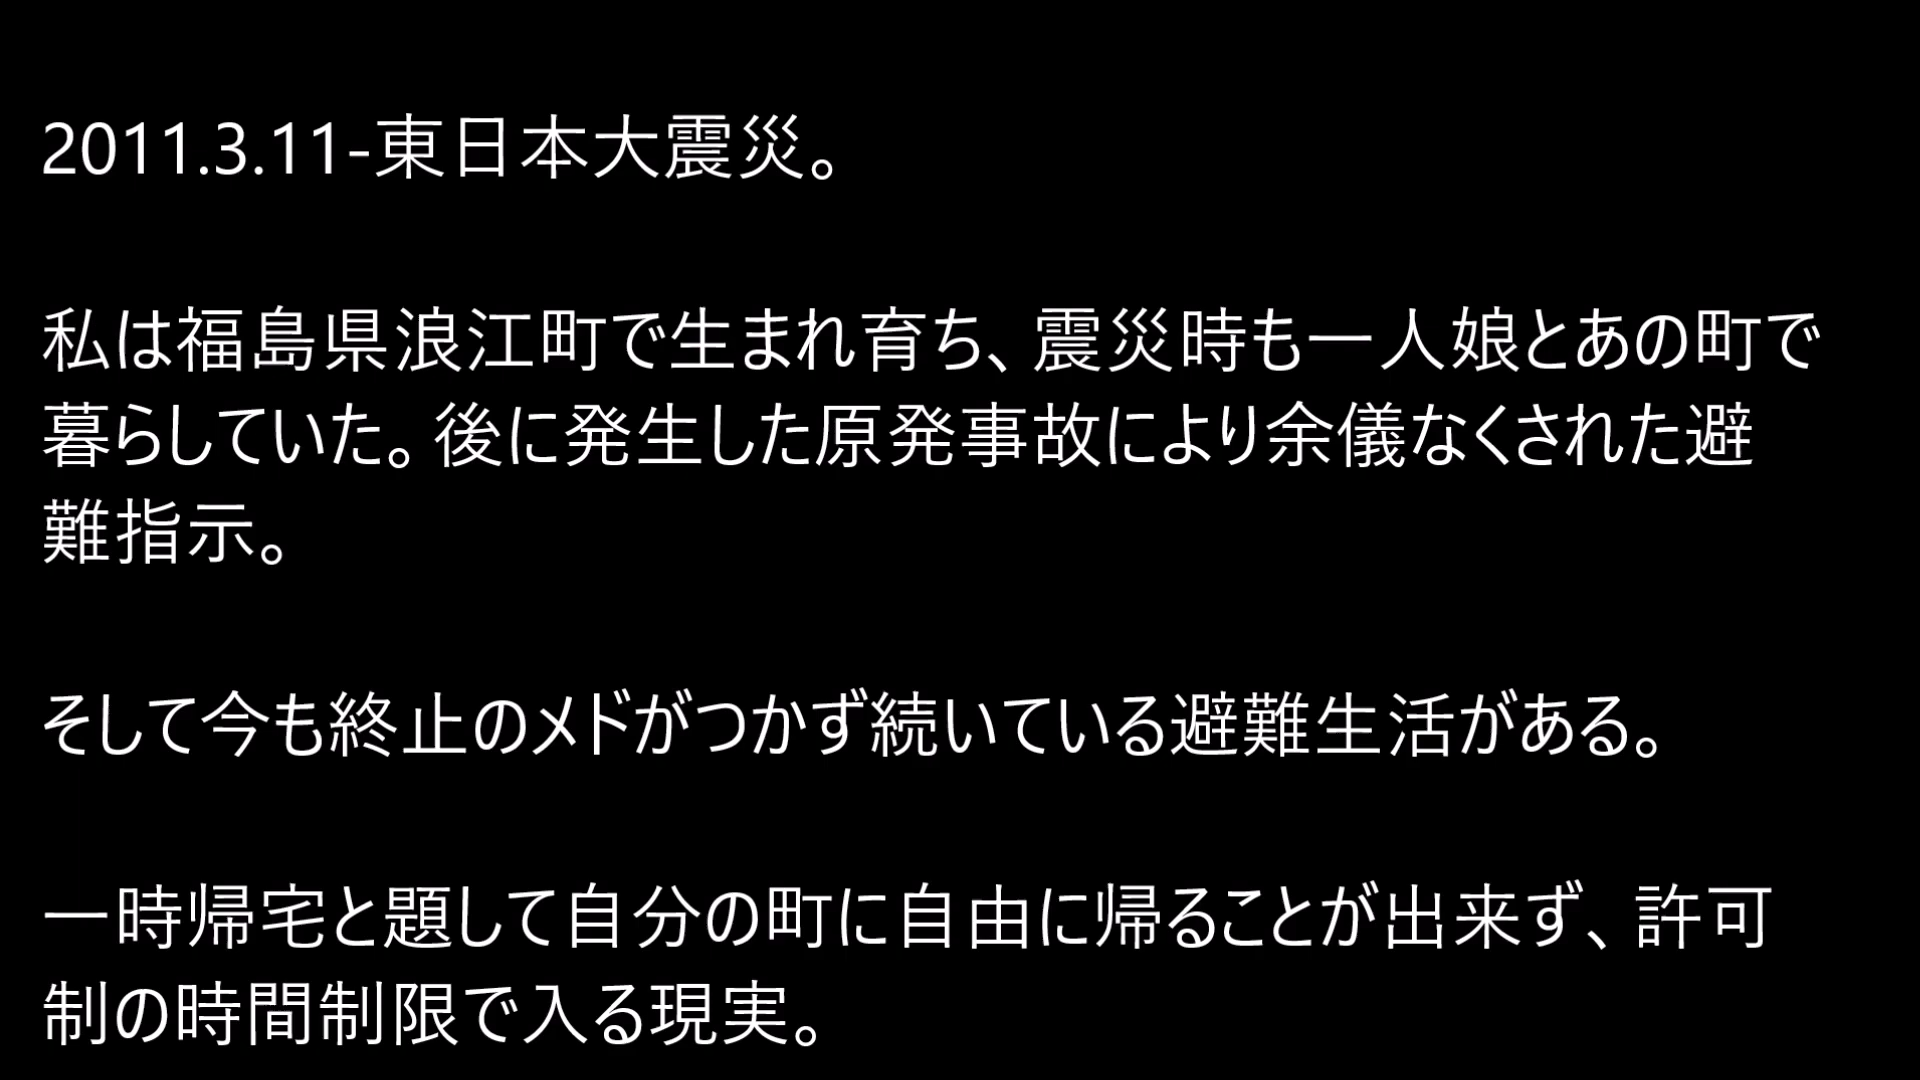 2011.3.11-東日本大震災。
私は福島県浪江町で生まれ育ち、震災時も一人娘とあの町で
暮らしていた。後に発生した原発事故により余儀なくされた避
難指示。
そして今も終止のメドがつかず続いている避難生活がある。
一時帰宅と題して自分の町に自由に帰ることが出来ず、許可
制の時間制限で入る現実。